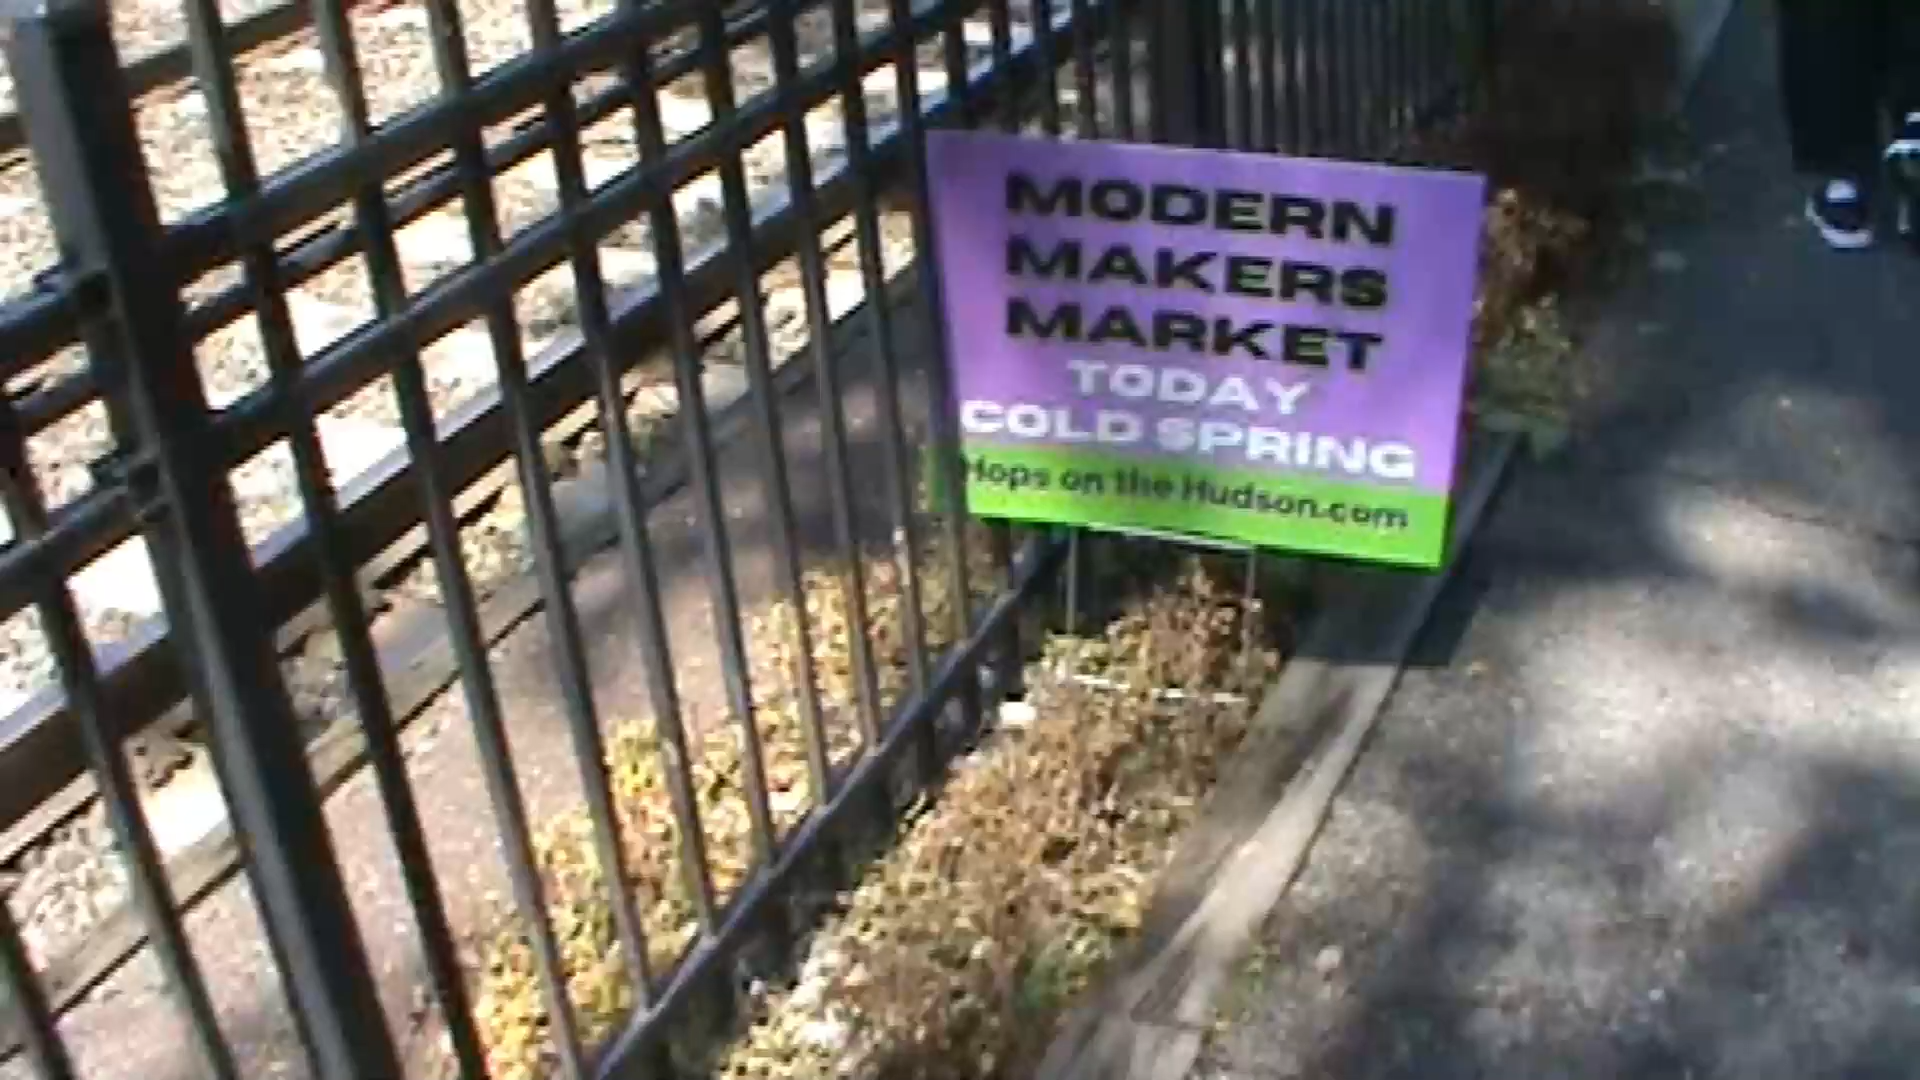 MODERN
MAKERS
MARKET
TODAY
COLD SPRING
Hops on the Hudson.com